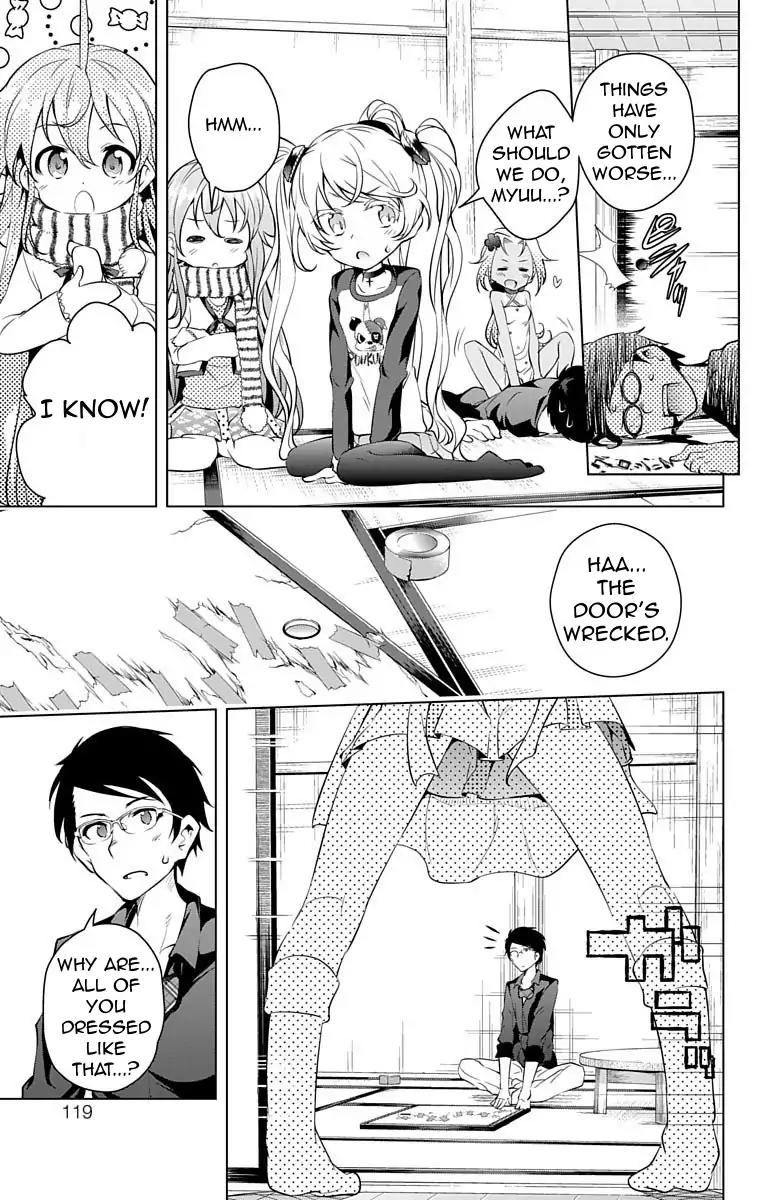 THINGS
HAVE
ONLY
GOTTEN
WORSE...
WHAT
SHOULD
WE DO,
MYUU...?
HMM...
I KNOW!
HAA...
THE
DOOR'S
WRECKED.
WHY ARE...
ALL OF
YOU
DRESSED
LIKE
THAT...?
119